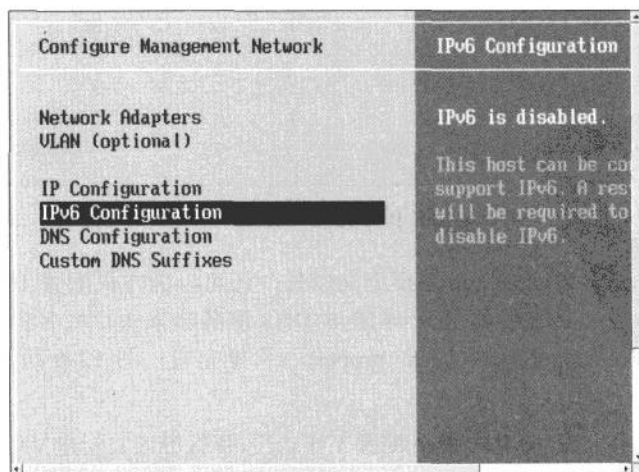 Configure Management Network
Network Adapters
VLAN (optional)
IP Configuration
IPv6 Configuration
DNS Configuration
Custom DNS Suffixes
IPv6 Configuration
IPv6 is disabled.
This host can be
support IPv6. A
will be required to
disable IPv6.